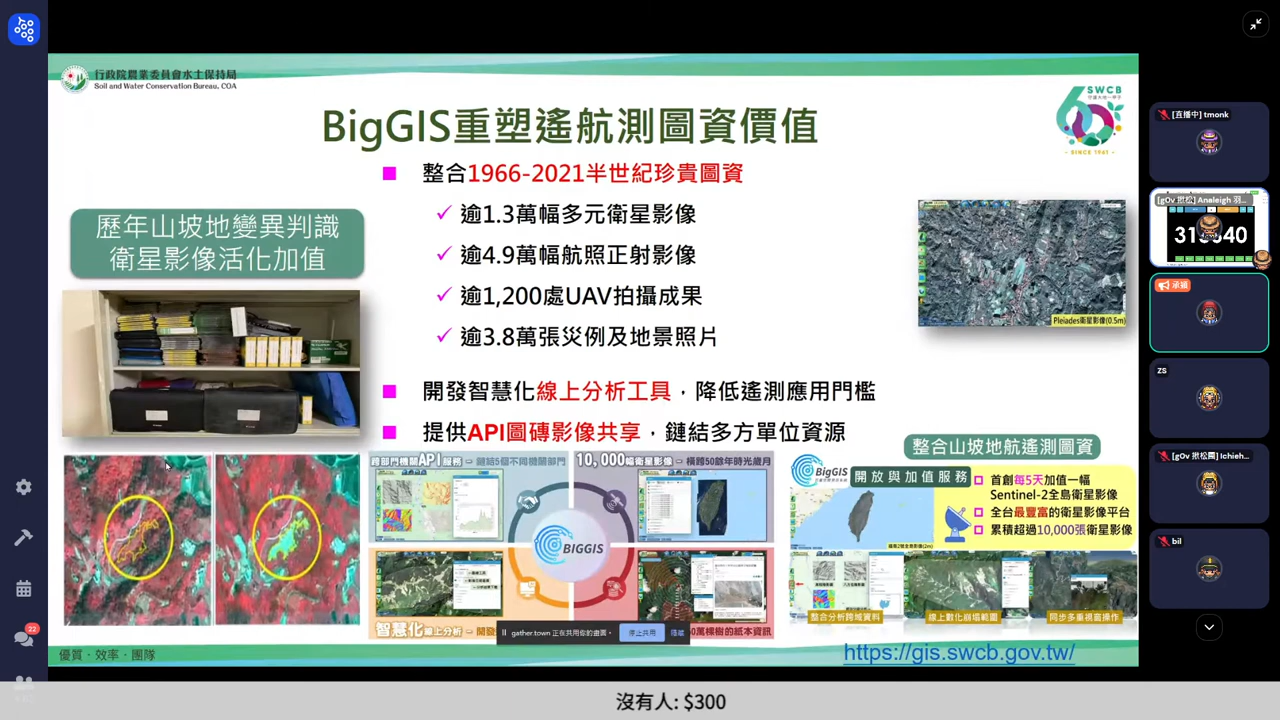 行政院農業委員會水土保持局
Soil and Water Conservation Bureau, COA
SWCB
SINCE 1961
BigGIS重塑遙航測圖資價值
整合1966-2021半世紀珍貴圖資
逾1.3萬幅多元衛星影像
逾4.9萬幅航照正射影像
逾1,200處UAV拍攝成果
逾3.8萬張災例及地景照片
開發智慧化線上分析工具，降低遙測應用門檻
提供API圖磚影像共享，鏈結多方單位資源
歷年山坡地變異判識
衛星影像活化加值
Pleiades衛星影像(0.5m)
跨部門機關API服務 – 鏈結5個不同機關部門
10,000幅衛星影像 – 橫跨50餘年時光歲月
BIGGIS
智慧化線上分析 – 開發
萬棵樹的紙本資訊
整合山坡地航遙測圖資
BigGIS
開放與加值服務
首創每5天加值一幅
Sentinel-2全島衛星影像
全台最豐富的衛星影像平台
累積超過10,000張衛星影像
整合分析跨域資料
線上數化崩塌範圍
同步多重視窗操作
gather.town 正在共用你的畫面。
停止共用
隱藏
優質．效率．團隊
https://gis.swcb.gov.tw/
[直播中] tmonk
[g0v 揪松] Analeigh 羽...
承獵
zs
[g0v 揪松團] Ichieh...
bil
22
沒有人: $300